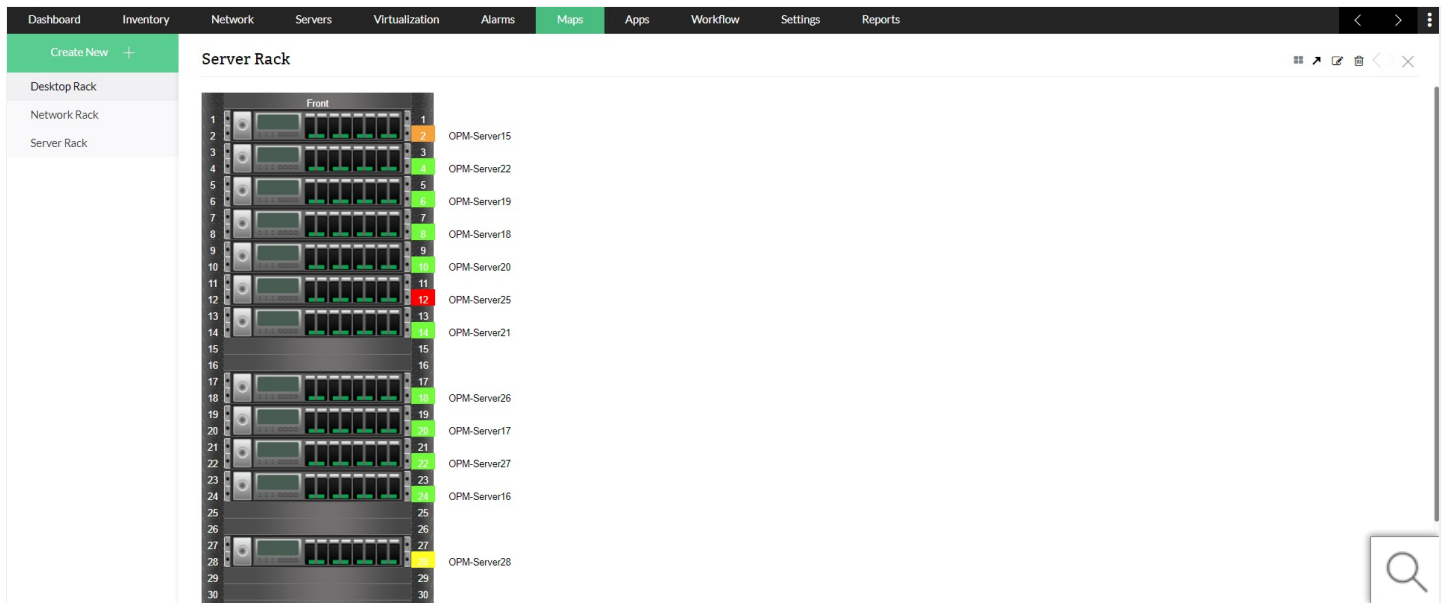 Dashboard Inventory Network Servers Virtualization Alarms Maps Apps Workflow Settings Reports
Create New
Desktop Rack
Network Rack
Server Rack
Server Rack
Front
1 1
2 2 OPM-Server15
3 3
4 4 OPM-Server22
5 5
6 6 OPM-Server19
7 7
8 8 OPM-Server18
9 9
10 10 OPM-Server20
11 11
12 12 OPM-Server25
13 13
14 14 OPM-Server21
15 15
16 16
17 17
18 18 OPM-Server26
19 19
20 20 OPM-Server17
21 21
22 22 OPM-Server27
23 23
24 24 OPM-Server16
25 25
26 26
27 27
28 28 OPM-Server28
29 29
30 30